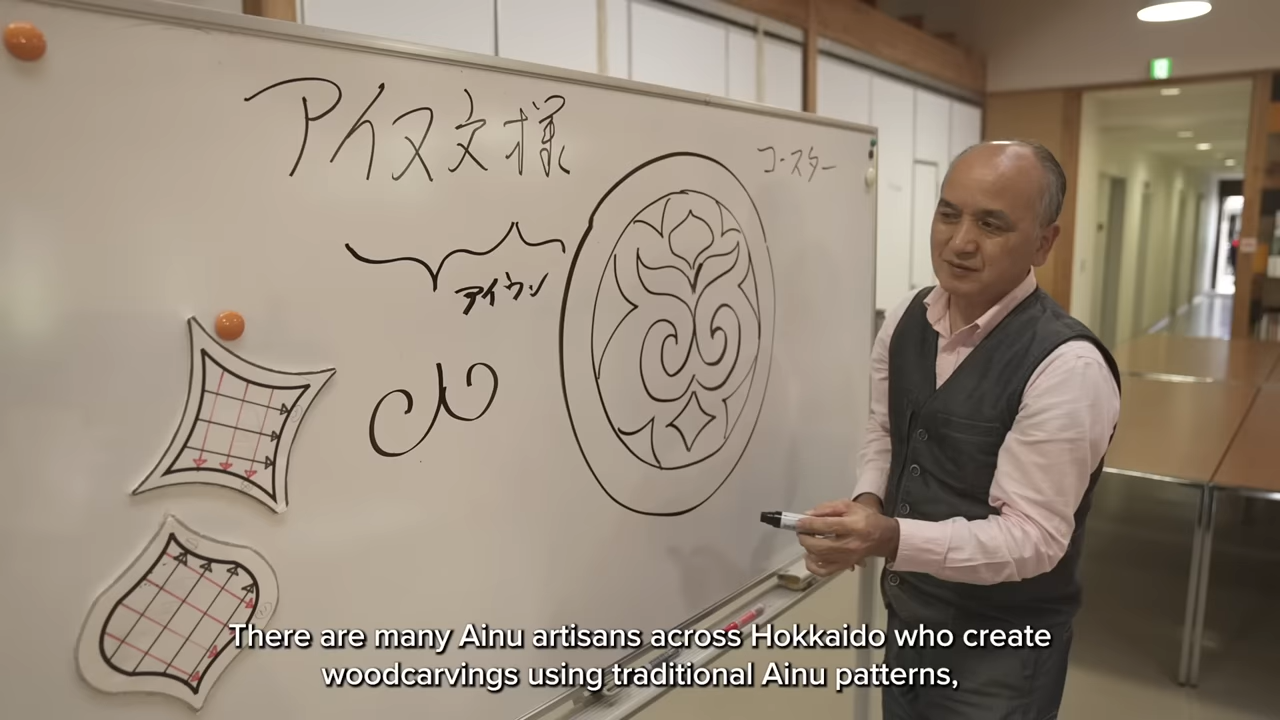 アイヌ文様
コースター
アイウシ
There are many Ainu artisans across Hokkaido who create
woodcarvings using traditional Ainu patterns,